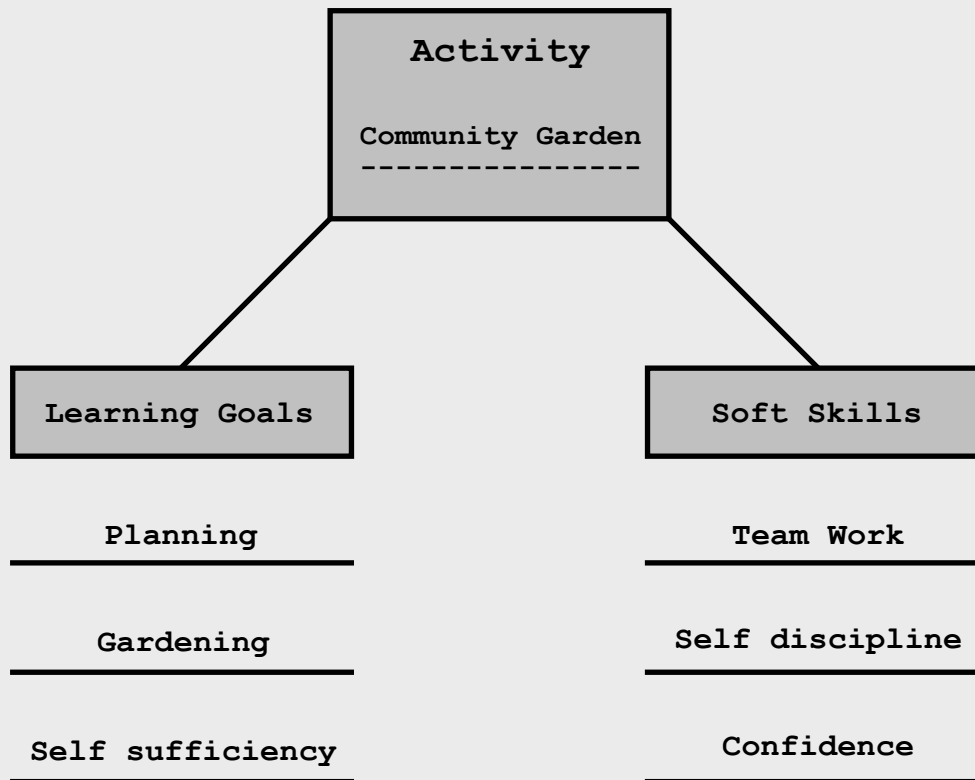 Activity
Community Garden
----------------
Learning Goals
Planning
Gardening
Self sufficiency
Soft Skills
Team Work
Self discipline
Confidence